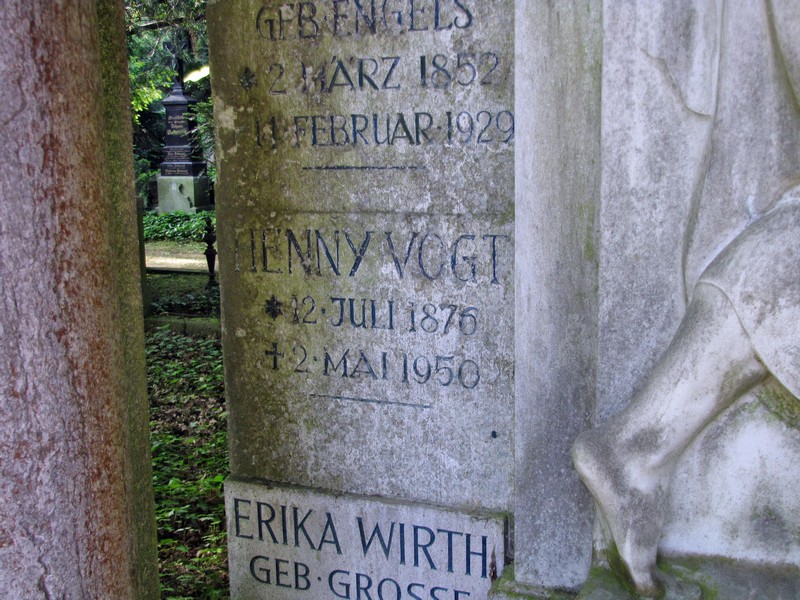 GEB·ENGELS
* 2·MÄRZ 1852
11·FEBRUAR·1929
HENNY VOGT
* 12·JULI 1876
† 2·MAI 1950
ERIKA WIRTH
GEB·GROSSE